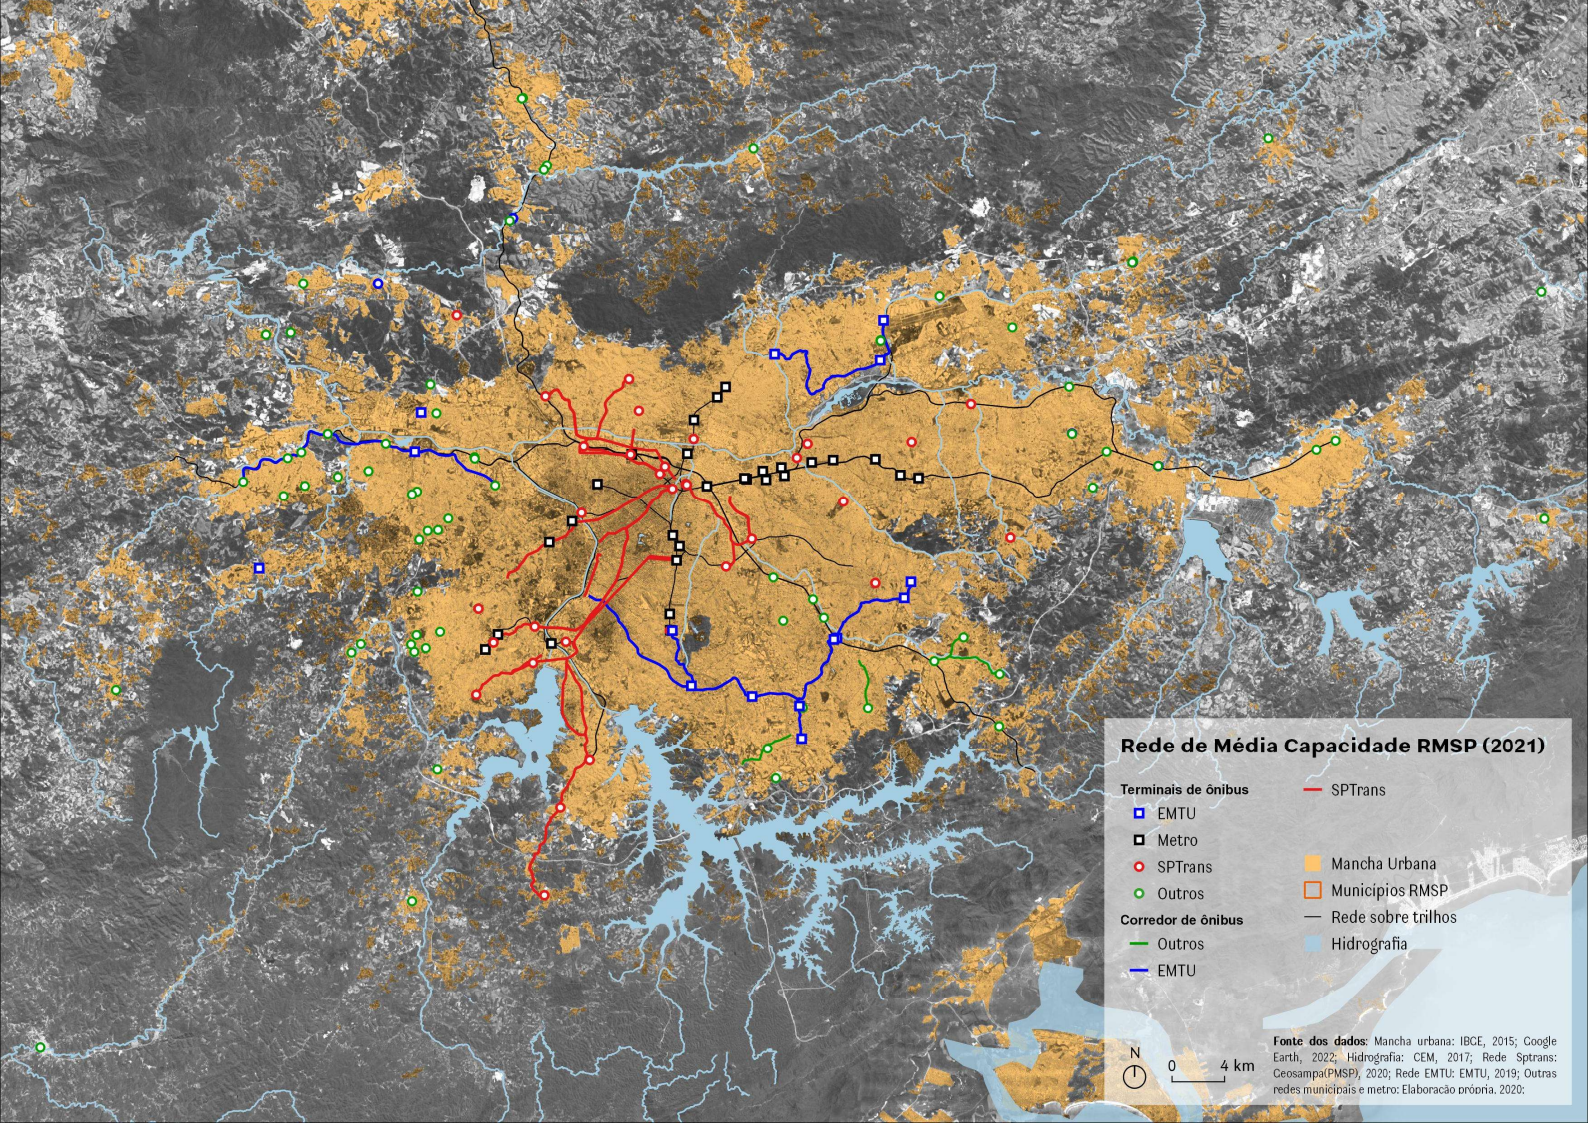 Rede de Média Capacidade RMSP (2021)
Terminais de ônibus
EMTU
Metro
SPTrans
Outros
Corredor de ônibus
Outros
EMTU
SPTrans
Mancha Urbana
Municípios RMSP
Rede sobre trilhos
Hidrografia
N
0 4 km
Fonte dos dados: Mancha urbana: IBGE, 2015; Google
Earth, 2022; Hidrografia: CEM, 2017; Rede Sptrans:
Geosampa(PMSP), 2020; Rede EMTU: EMTU, 2019; Outras
redes municipais e metro: Elaboração própria, 2020;